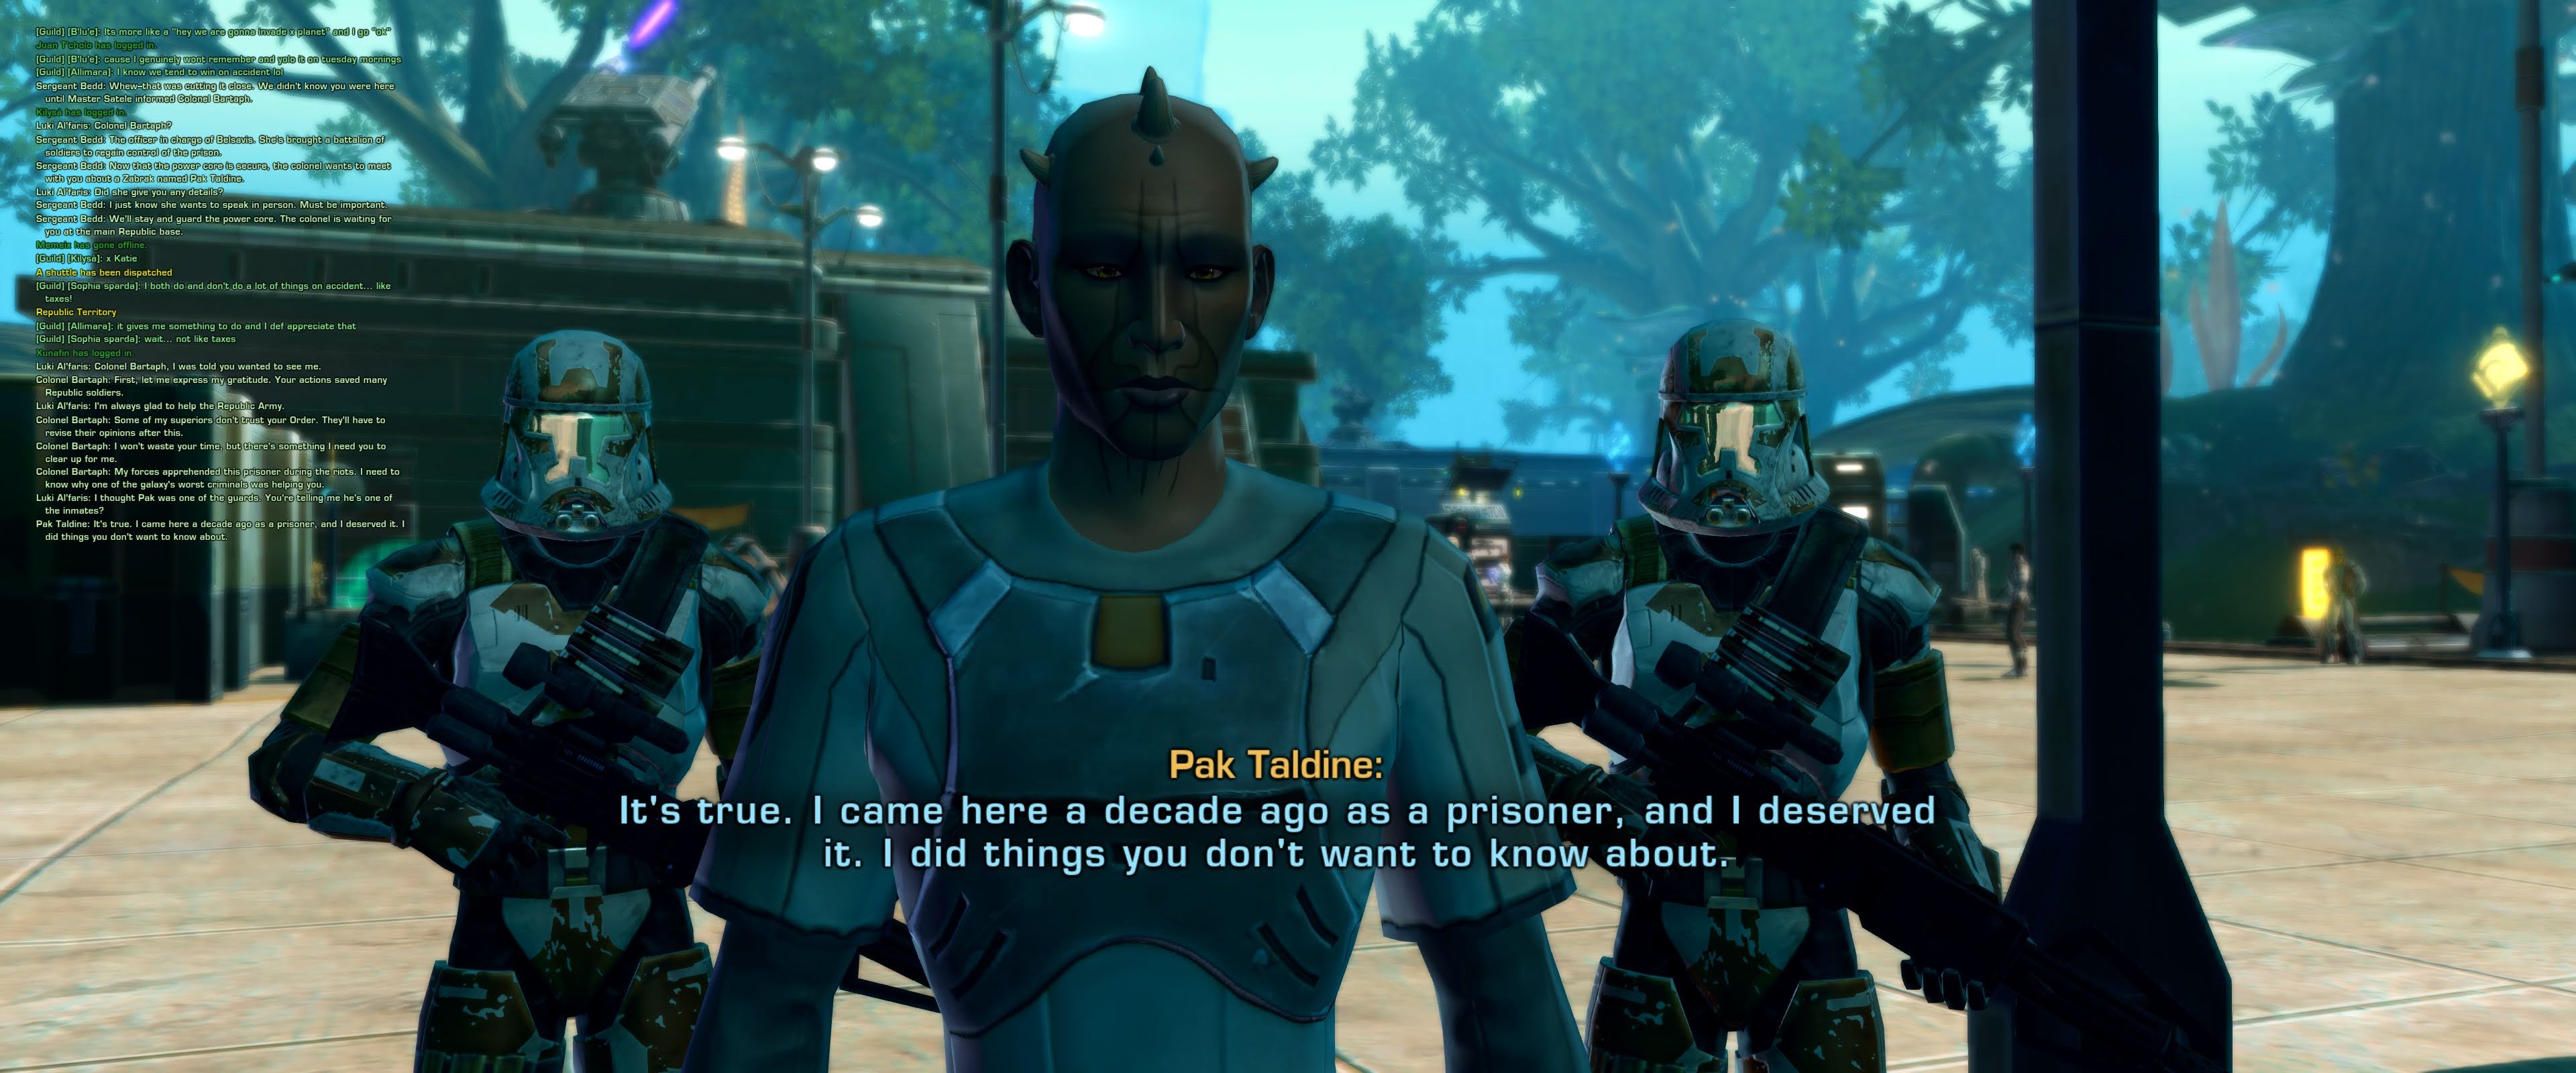 [Guild] [B'lu'e]: Its more like a "hey we are gonna invade x planet" and I go "ok"
Juan T'cholo has logged in.
[Guild] [B'lu'e]: cause I genuinely wont remember and yolo it on tuesday mornings
[Guild] [Allimara]: I know we tend to win on accident lol
Sergeant Bedd: Whew–that was cutting it close. We didn't know you were here
until Master Satele informed Colonel Bartaph.
Kilysá has logged in.
Luki Al'faris: Colonel Bartaph?
Sergeant Bedd: The officer in charge of Belsavis. She's brought a battalion of
soldiers to regain control of the prison.
Sergeant Bedd: Now that the power core is secure, the colonel wants to meet
with you about a Zabrak named Pak Taldine.
Luki Al'faris: Did she give you any details?
Sergeant Bedd: I just know she wants to speak in person. Must be important.
Sergeant Bedd: We'll stay and guard the power core. The colonel is waiting for
you at the main Republic base.
has gone offline.
[Guild] [Kilysá]: x Katie
A shuttle has been dispatched
[Guild] [Sophia sparda]: I both do and don't do a lot of things on accident... like
taxes!
Republic Territory
[Guild] [Allimara]: it gives me something to do and I def appreciate that
[Guild] [Sophia sparda]: wait... not like taxes
Xunafin has logged in.
Luki Al'faris: Colonel Bartaph, I was told you wanted to see me.
Colonel Bartaph: First, let me express my gratitude. Your actions saved many
Republic soldiers.
Luki Al'faris: I'm always glad to help the Republic Army.
Colonel Bartaph: Some of my superiors don't trust your Order. They'll have to
revise their opinions after this.
Colonel Bartaph: I won't waste your time, but there's something I need you to
clear up for me.
Colonel Bartaph: My forces apprehended this prisoner during the riots. I need to
know why one of the galaxy's worst criminals was helping you.
Luki Al'faris: I thought Pak was one of the guards. You're telling me he's one of
the inmates?
Pak Taldine: It's true. I came here a decade ago as a prisoner, and I deserved it. I
did things you don't want to know about.
Pak Taldine:
It's true. I came here a decade ago as a prisoner, and I deserved
it. I did things you don't want to know about.